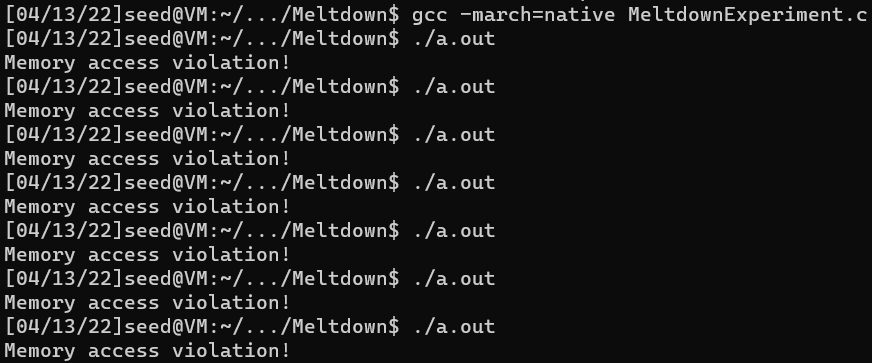 [04/13/22]seed@VM:~/.../Meltdown$ gcc -march=native MeltdownExperiment.c
[04/13/22]seed@VM:~/.../Meltdown$ ./a.out
Memory access violation!
[04/13/22]seed@VM:~/.../Meltdown$ ./a.out
Memory access violation!
[04/13/22]seed@VM:~/.../Meltdown$ ./a.out
Memory access violation!
[04/13/22]seed@VM:~/.../Meltdown$ ./a.out
Memory access violation!
[04/13/22]seed@VM:~/.../Meltdown$ ./a.out
Memory access violation!
[04/13/22]seed@VM:~/.../Meltdown$ ./a.out
Memory access violation!
[04/13/22]seed@VM:~/.../Meltdown$ ./a.out
Memory access violation!